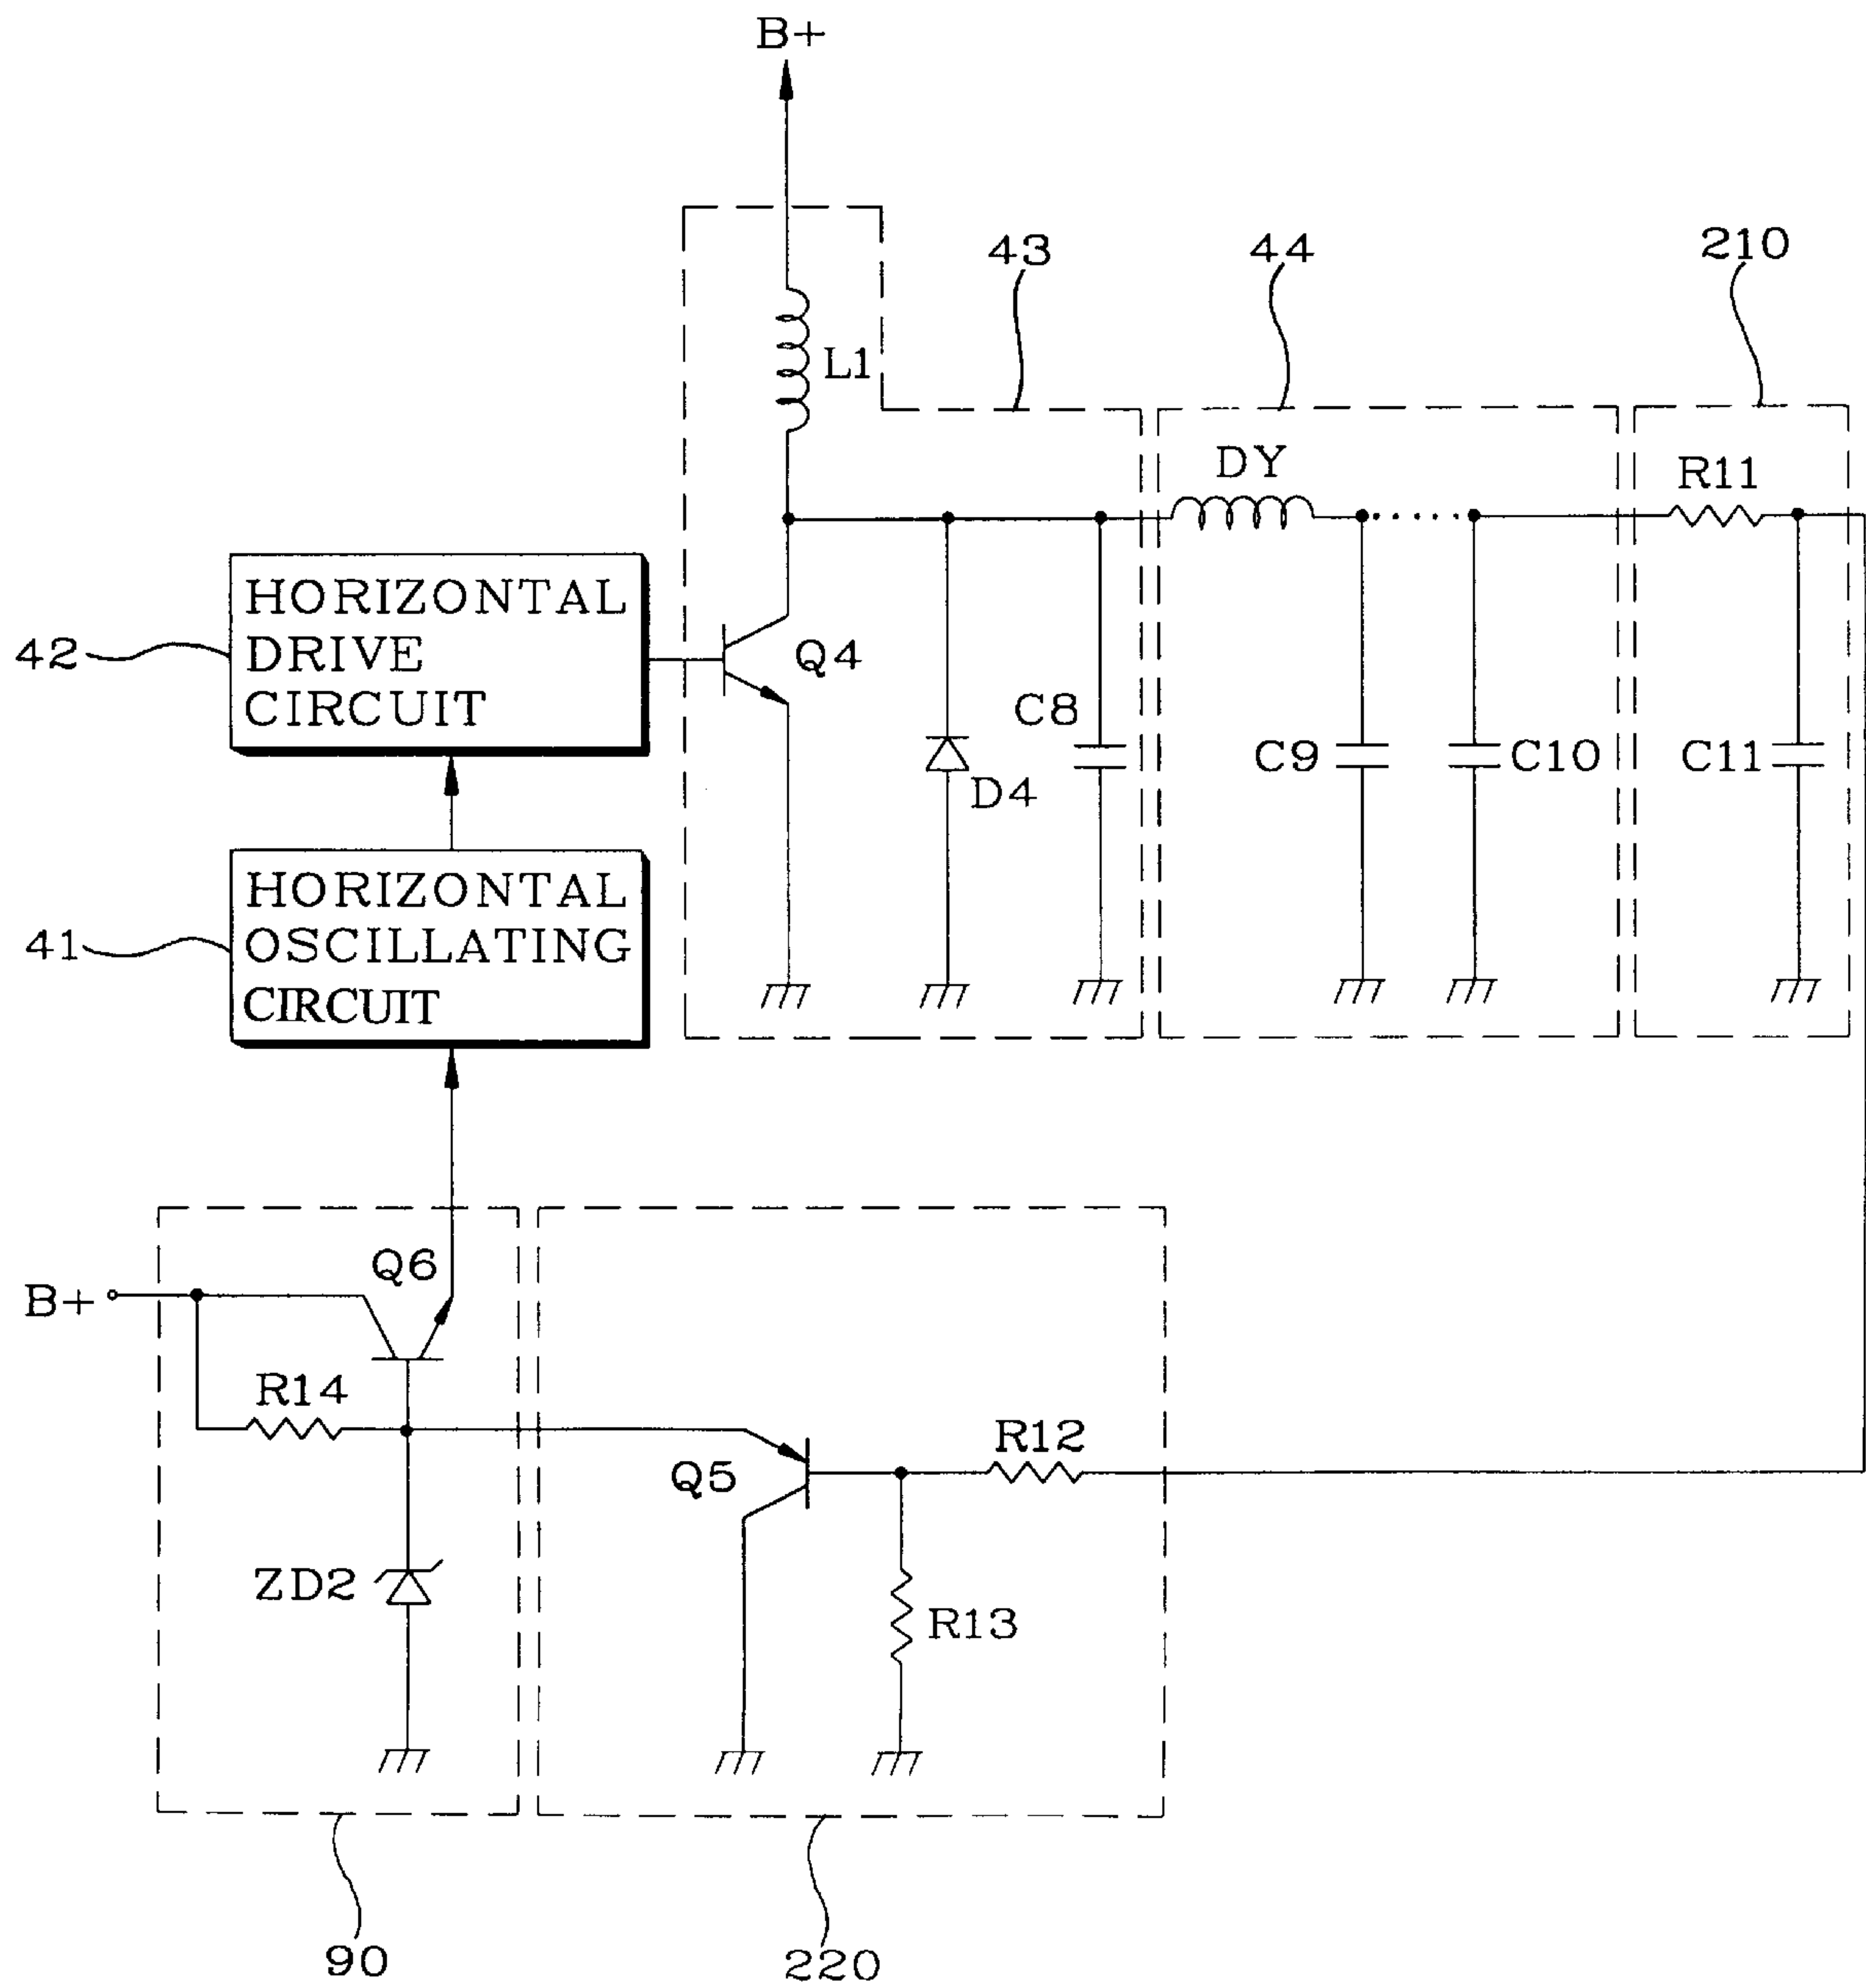 B+
43
44
210
L1
DY
R11
HORIZONTAL
DRIVE
CIRCUIT
42
Q4
C8
D4
C9
C10
C11
HORIZONTAL
OSCILLATING
CIRCUIT
41
Q6
B+
R14
Q5
R12
ZD2
R13
90
220